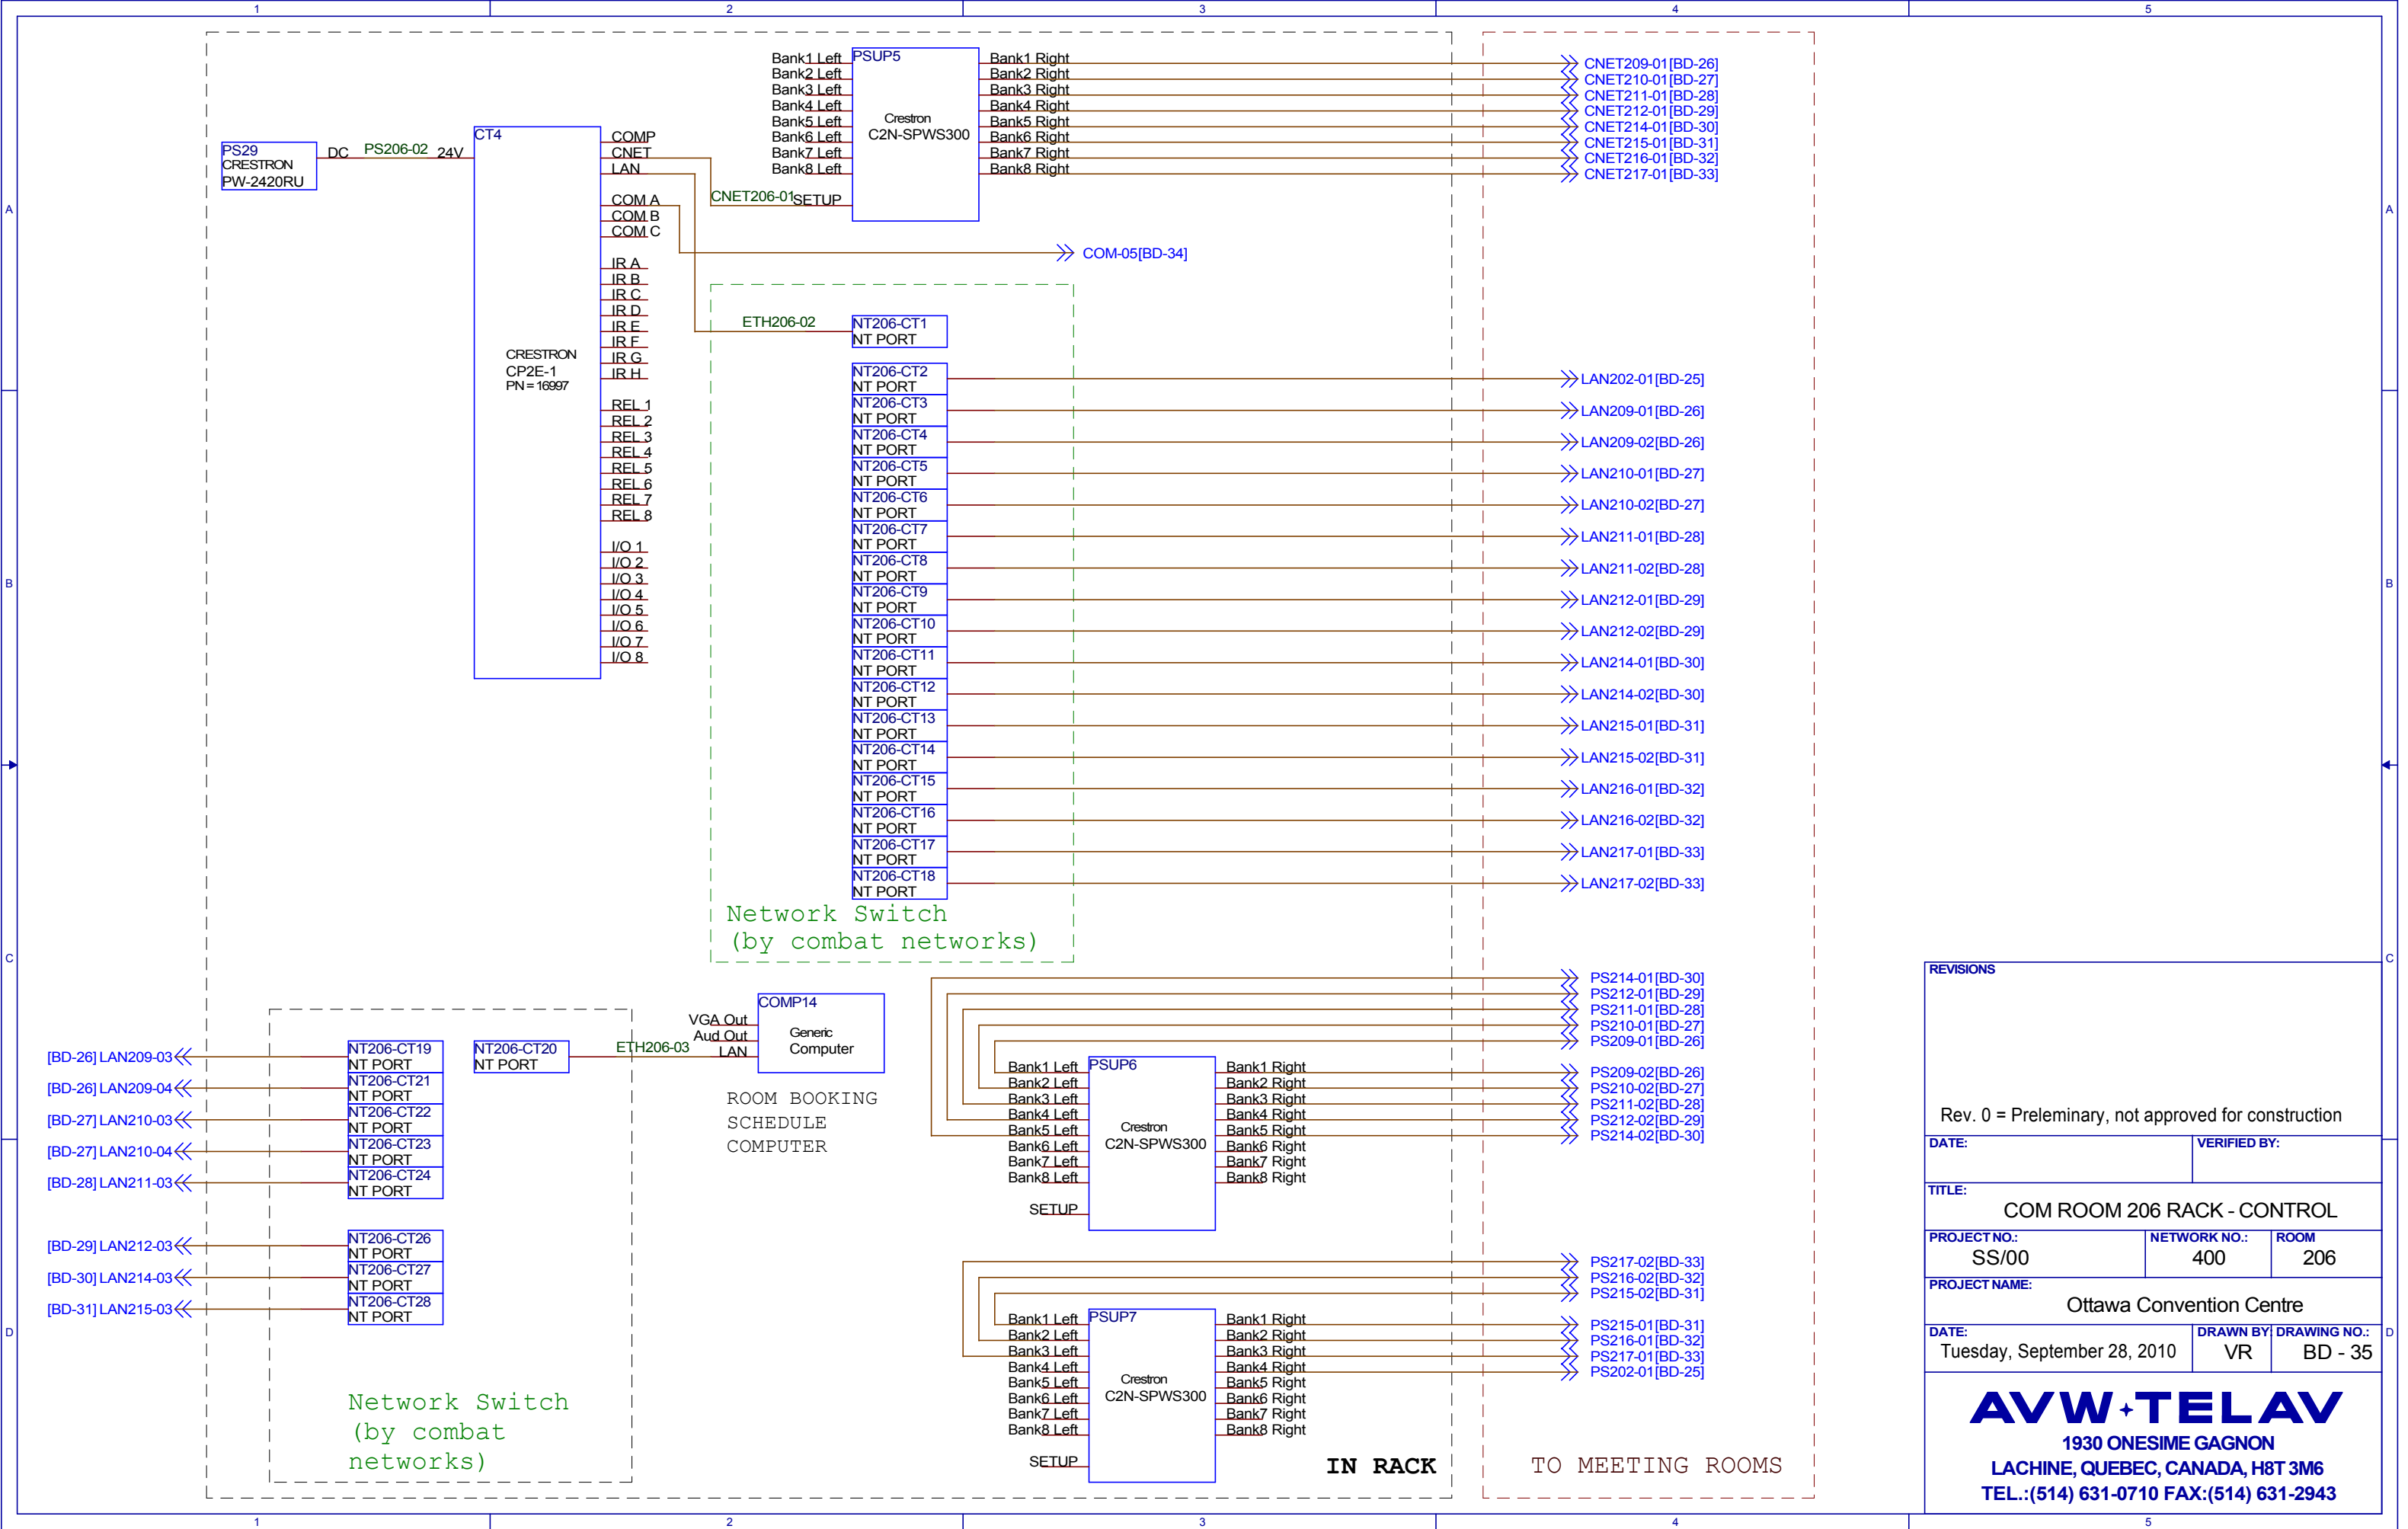 1 2 3 4 5
A
B
C
D
A
B
C
D
PS29
CRESTRON
PW-2420RU
DC PS206-02 24V
CT4
CRESTRON
CP2E-1
PN = 16997
COMP
CNET
LAN
COM A
COM B
COM C
IR A
IR B
IR C
IR D
IR E
IR F
IR G
IR H
REL 1
REL 2
REL 3
REL 4
REL 5
REL 6
REL 7
REL 8
I/O 1
I/O 2
I/O 3
I/O 4
I/O 5
I/O 6
I/O 7
I/O 8
Bank1 Left
Bank2 Left
Bank3 Left
Bank4 Left
Bank5 Left
Bank6 Left
Bank7 Left
Bank8 Left
CNET206-01 SETUP
PSUP5
Crestron
C2N-SPWS300
Bank1 Right
Bank2 Right
Bank3 Right
Bank4 Right
Bank5 Right
Bank6 Right
Bank7 Right
Bank8 Right
CNET209-01[BD-26]
CNET210-01[BD-27]
CNET211-01[BD-28]
CNET212-01[BD-29]
CNET214-01[BD-30]
CNET215-01[BD-31]
CNET216-01[BD-32]
CNET217-01[BD-33]
COM-05[BD-34]
ETH206-02
NT206-CT1
NT PORT
NT206-CT2
NT PORT
LAN202-01[BD-25]
NT206-CT3
NT PORT
LAN209-01[BD-26]
NT206-CT4
NT PORT
LAN209-02[BD-26]
NT206-CT5
NT PORT
LAN210-01[BD-27]
NT206-CT6
NT PORT
LAN210-02[BD-27]
NT206-CT7
NT PORT
LAN211-01[BD-28]
NT206-CT8
NT PORT
LAN211-02[BD-28]
NT206-CT9
NT PORT
LAN212-01[BD-29]
NT206-CT10
NT PORT
LAN212-02[BD-29]
NT206-CT11
NT PORT
LAN214-01[BD-30]
NT206-CT12
NT PORT
LAN214-02[BD-30]
NT206-CT13
NT PORT
LAN215-01[BD-31]
NT206-CT14
NT PORT
LAN215-02[BD-31]
NT206-CT15
NT PORT
LAN216-01[BD-32]
NT206-CT16
NT PORT
LAN216-02[BD-32]
NT206-CT17
NT PORT
LAN217-01[BD-33]
NT206-CT18
NT PORT
LAN217-02[BD-33]
Network Switch
(by combat networks)
[BD-26] LAN209-03
NT206-CT19
NT PORT
[BD-26] LAN209-04
NT206-CT21
NT PORT
[BD-27] LAN210-03
NT206-CT22
NT PORT
[BD-27] LAN210-04
NT206-CT23
NT PORT
[BD-28] LAN211-03
NT206-CT24
NT PORT
[BD-29] LAN212-03
NT206-CT26
NT PORT
[BD-30] LAN214-03
NT206-CT27
NT PORT
[BD-31] LAN215-03
NT206-CT28
NT PORT
NT206-CT20
NT PORT
ETH206-03
VGA Out
Aud Out
LAN
COMP14
Generic
Computer
ROOM BOOKING
SCHEDULE
COMPUTER
Network Switch
(by combat
networks)
PS214-01[BD-30]
PS212-01[BD-29]
PS211-01[BD-28]
PS210-01[BD-27]
PS209-01[BD-26]
Bank1 Left
Bank2 Left
Bank3 Left
Bank4 Left
Bank5 Left
Bank6 Left
Bank7 Left
Bank8 Left
SETUP
PSUP6
Crestron
C2N-SPWS300
Bank1 Right
Bank2 Right
Bank3 Right
Bank4 Right
Bank5 Right
Bank6 Right
Bank7 Right
Bank8 Right
PS209-02[BD-26]
PS210-02[BD-27]
PS211-02[BD-28]
PS212-02[BD-29]
PS214-02[BD-30]
PS217-02[BD-33]
PS216-02[BD-32]
PS215-02[BD-31]
Bank1 Left
Bank2 Left
Bank3 Left
Bank4 Left
Bank5 Left
Bank6 Left
Bank7 Left
Bank8 Left
SETUP
PSUP7
Crestron
C2N-SPWS300
Bank1 Right
Bank2 Right
Bank3 Right
Bank4 Right
Bank5 Right
Bank6 Right
Bank7 Right
Bank8 Right
PS215-01[BD-31]
PS216-01[BD-32]
PS217-01[BD-33]
PS202-01[BD-25]
IN RACK
TO MEETING ROOMS
REVISIONS
Rev. 0 = Preleminary, not approved for construction
DATE: VERIFIED BY:
TITLE:
COM ROOM 206 RACK - CONTROL
PROJECT NO.: NETWORK NO.: ROOM
SS/00 400 206
PROJECT NAME:
Ottawa Convention Centre
DATE: DRAWN BY: DRAWING NO.:
Tuesday, September 28, 2010 VR BD - 35
AVW+TELAV
1930 ONESIME GAGNON
LACHINE, QUEBEC, CANADA, H8T 3M6
TEL.:(514) 631-0710 FAX:(514) 631-2943
1 2 3 4 5